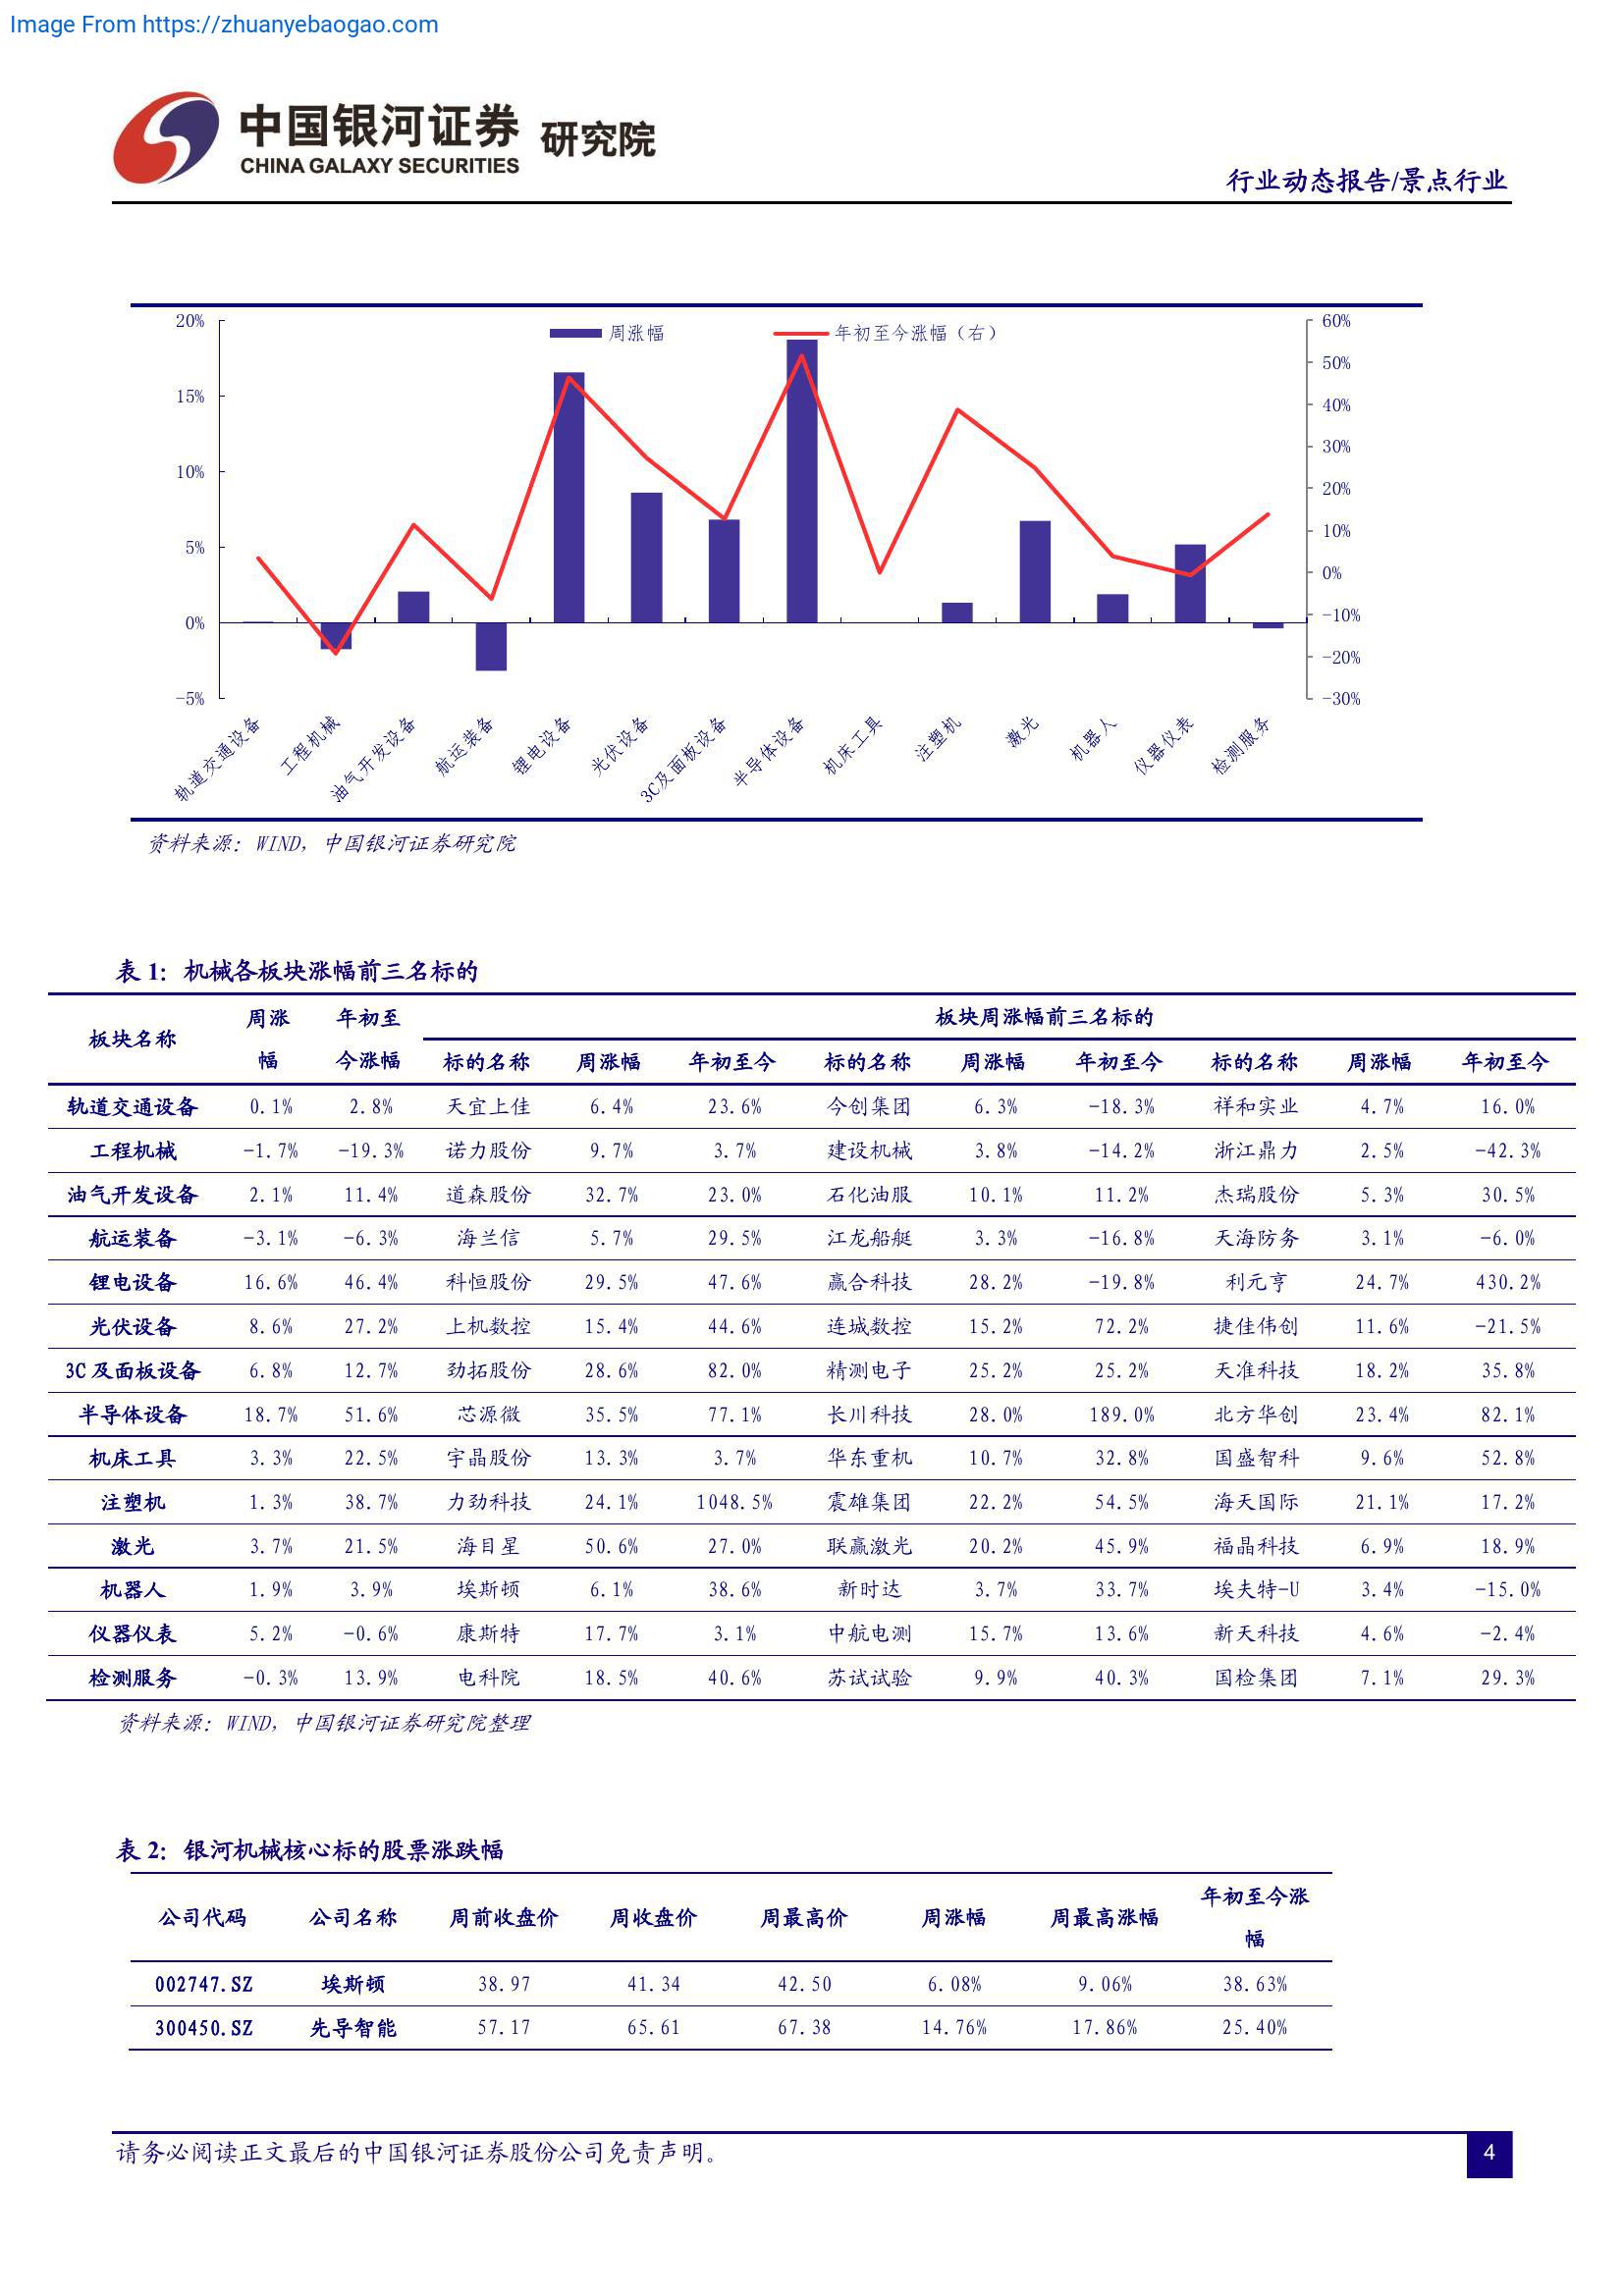 Image From https://zhuanyebaogao.com
中国银河证券 研究院
CHINA GALAXY SECURITIES
行业动态报告/景点行业
周涨幅 年初至今涨幅（右）
20% 60%
50%
15% 40%
30%
10% 20%
5% 10%
0%
0% -10%
-20%
-5% -30%
轨道交通设备 工程机械 油气开发设备 航运装备 锂电设备 光伏设备 3C及面板设备 半导体设备 机床工具 注塑机 激光 机器人 仪器仪表 检测服务
资料来源：WIND，中国银河证券研究院
表 1：机械各板块涨幅前三名标的
板块名称 周涨幅 年初至今涨幅 板块周涨幅前三名标的
标的名称 周涨幅 年初至今 标的名称 周涨幅 年初至今 标的名称 周涨幅 年初至今
轨道交通设备 0.1% 2.8% 天宜上佳 6.4% 23.6% 今创集团 6.3% -18.3% 祥和实业 4.7% 16.0%
工程机械 -1.7% -19.3% 诺力股份 9.7% 3.7% 建设机械 3.8% -14.2% 浙江鼎力 2.5% -42.3%
油气开发设备 2.1% 11.4% 道森股份 32.7% 23.0% 石化油服 10.1% 11.2% 杰瑞股份 5.3% 30.5%
航运装备 -3.1% -6.3% 海兰信 5.7% 29.5% 江龙船艇 3.3% -16.8% 天海防务 3.1% -6.0%
锂电设备 16.6% 46.4% 科恒股份 29.5% 47.6% 赢合科技 28.2% -19.8% 利元亨 24.7% 430.2%
光伏设备 8.6% 27.2% 上机数控 15.4% 44.6% 连城数控 15.2% 72.2% 捷佳伟创 11.6% -21.5%
3C 及面板设备 6.8% 12.7% 劲拓股份 28.6% 82.0% 精测电子 25.2% 25.2% 天准科技 18.2% 35.8%
半导体设备 18.7% 51.6% 芯源微 35.5% 77.1% 长川科技 28.0% 189.0% 北方华创 23.4% 82.1%
机床工具 3.3% 22.5% 宇晶股份 13.3% 3.7% 华东重机 10.7% 32.8% 国盛智科 9.6% 52.8%
注塑机 1.3% 38.7% 力劲科技 24.1% 1048.5% 震雄集团 22.2% 54.5% 海天国际 21.1% 17.2%
激光 3.7% 21.5% 海目星 50.6% 27.0% 联赢激光 20.2% 45.9% 福晶科技 6.9% 18.9%
机器人 1.9% 3.9% 埃斯顿 6.1% 38.6% 新时达 3.7% 33.7% 埃夫特-U 3.4% -15.0%
仪器仪表 5.2% -0.6% 康斯特 17.7% 3.1% 中航电测 15.7% 13.6% 新天科技 4.6% -2.4%
检测服务 -0.3% 13.9% 电科院 18.5% 40.6% 苏试试验 9.9% 40.3% 国检集团 7.1% 29.3%
资料来源：WIND，中国银河证券研究院整理
表 2：银河机械核心标的股票涨跌幅
公司代码 公司名称 周前收盘价 周收盘价 周最高价 周涨幅 周最高涨幅 年初至今涨幅
002747.SZ 埃斯顿 38.97 41.34 42.50 6.08% 9.06% 38.63%
300450.SZ 先导智能 57.17 65.61 67.38 14.76% 17.86% 25.40%
请务必阅读正文最后的中国银河证券股份公司免责声明。
4